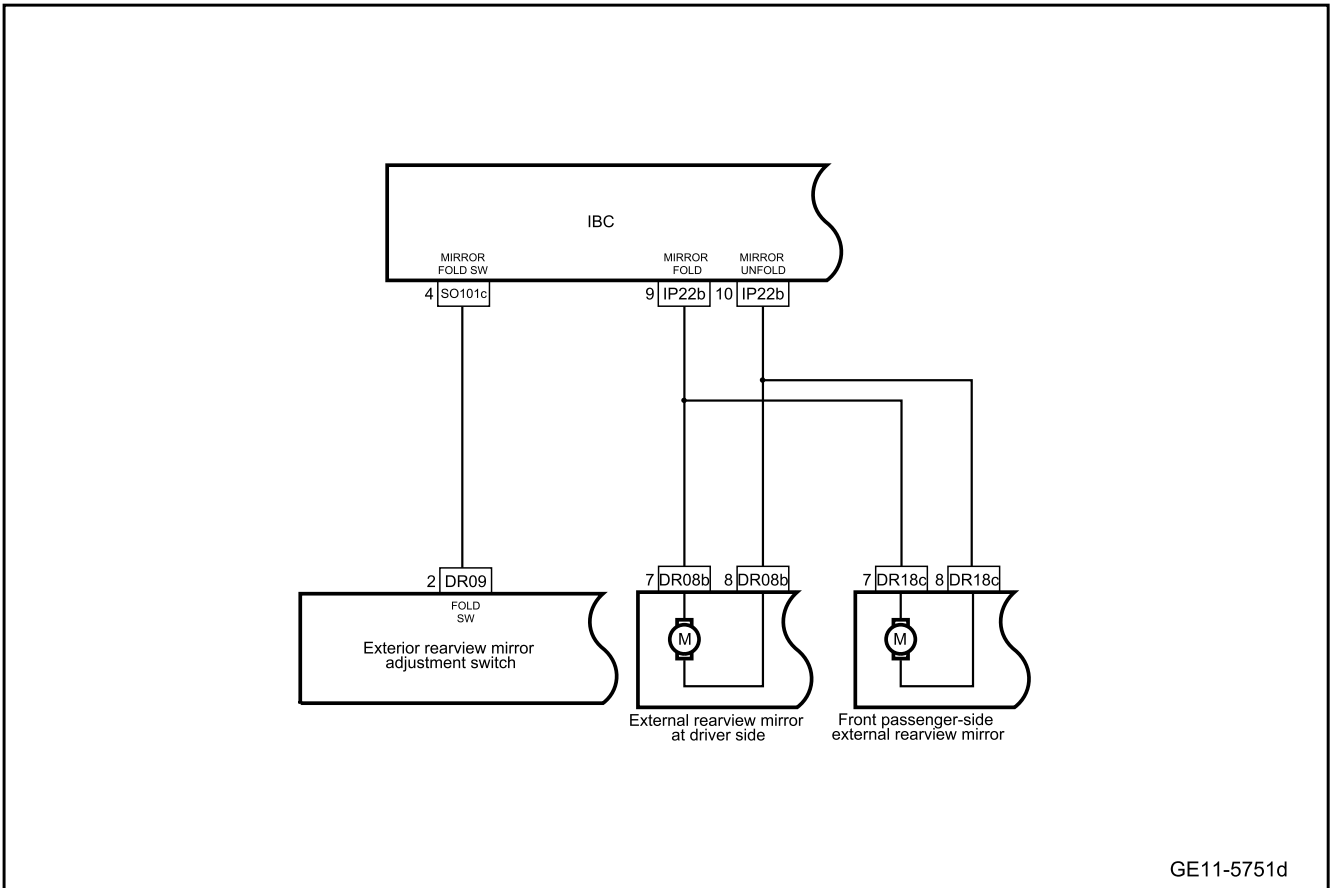 IBC
MIRROR
FOLD SW
MIRROR
FOLD
MIRROR
UNFOLD
4 SO101c
9 IP22b
10 IP22b
2 DR09
7 DR08b
8 DR08b
7 DR18c
8 DR18c
FOLD
SW
Exterior rearview mirror
adjustment switch
M
M
External rearview mirror
at driver side
Front passenger-side
external rearview mirror
GE11-5751d